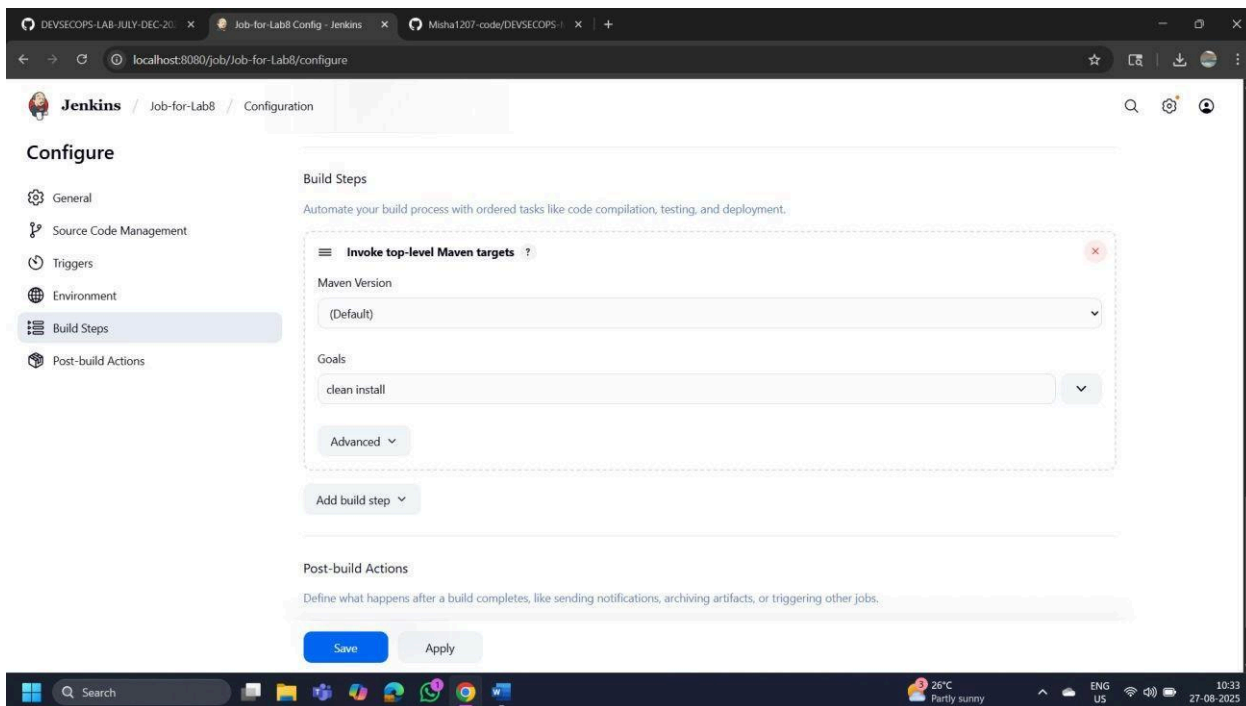 DEVSECOPS-LAB-JULY-DEC-20
Job-for-Lab8 Config - Jenkins
Misha1207-code/DEVSECOPS-
localhost:8080/job/Job-for-Lab8/configure
Jenkins / Job-for-Lab8 / Configuration
Configure
General
Source Code Management
Triggers
Environment
Build Steps
Post-build Actions
Build Steps
Automate your build process with ordered tasks like code compilation, testing, and deployment.
Invoke top-level Maven targets ?
Maven Version
(Default)
Goals
clean install
Advanced
Add build step
Post-build Actions
Define what happens after a build completes, like sending notifications, archiving artifacts, or triggering other jobs.
Save
Apply
Search
3
26°C
Partly sunny
ENG
US
10:33
27-08-2025